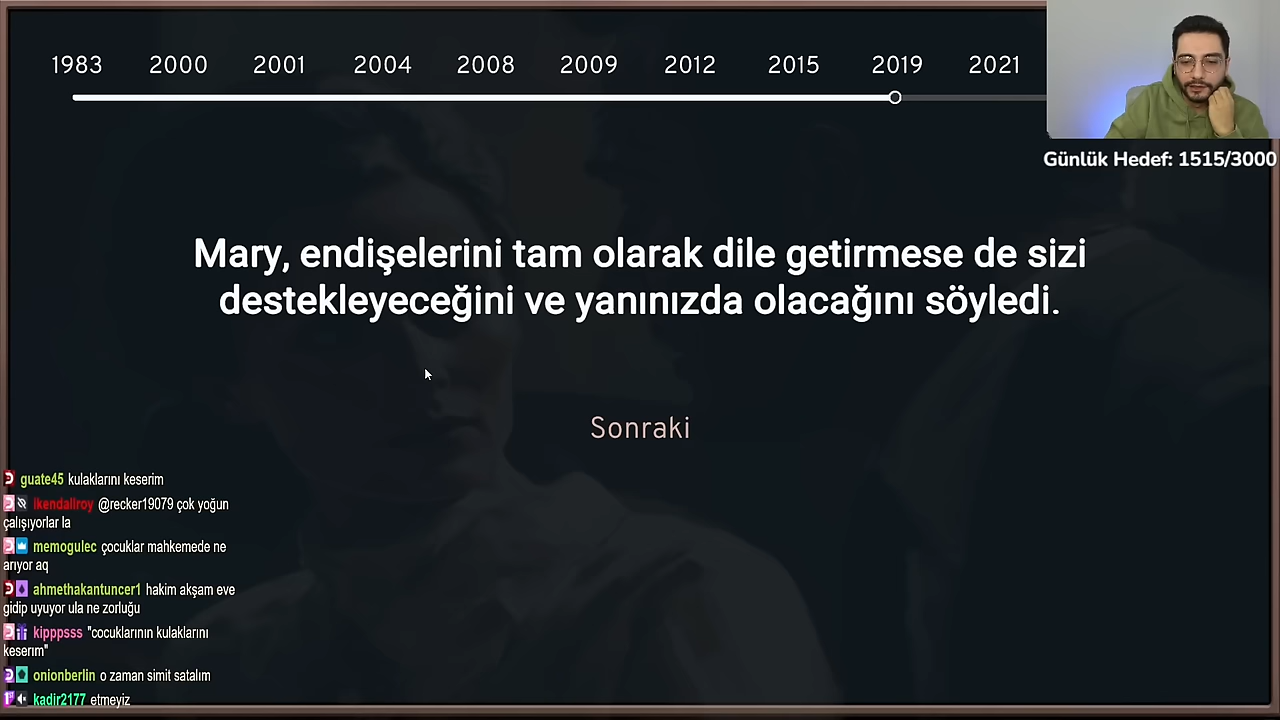 1983 2000 2001 2004 2008 2009 2012 2015 2019 2021
Günlük Hedef: 1515/3000
Mary, endişelerini tam olarak dile getirmese de sizi
destekleyeceğini ve yanınızda olacağını söyledi.
Sonraki
guate45 kulaklarını keserim
ikendallroy @recker19079 çok yoğun
çalışıyorlar la
memogulec çocuklar mahkemede ne
arıyor aq
ahmethakantuncer1 hakim akşam eve
gidip uyuyor ula ne zorluğu
kipppsss "cocuklarının kulaklarını
keserım"
onionberlin o zaman simit satalım
kadir2177 etmeyiz